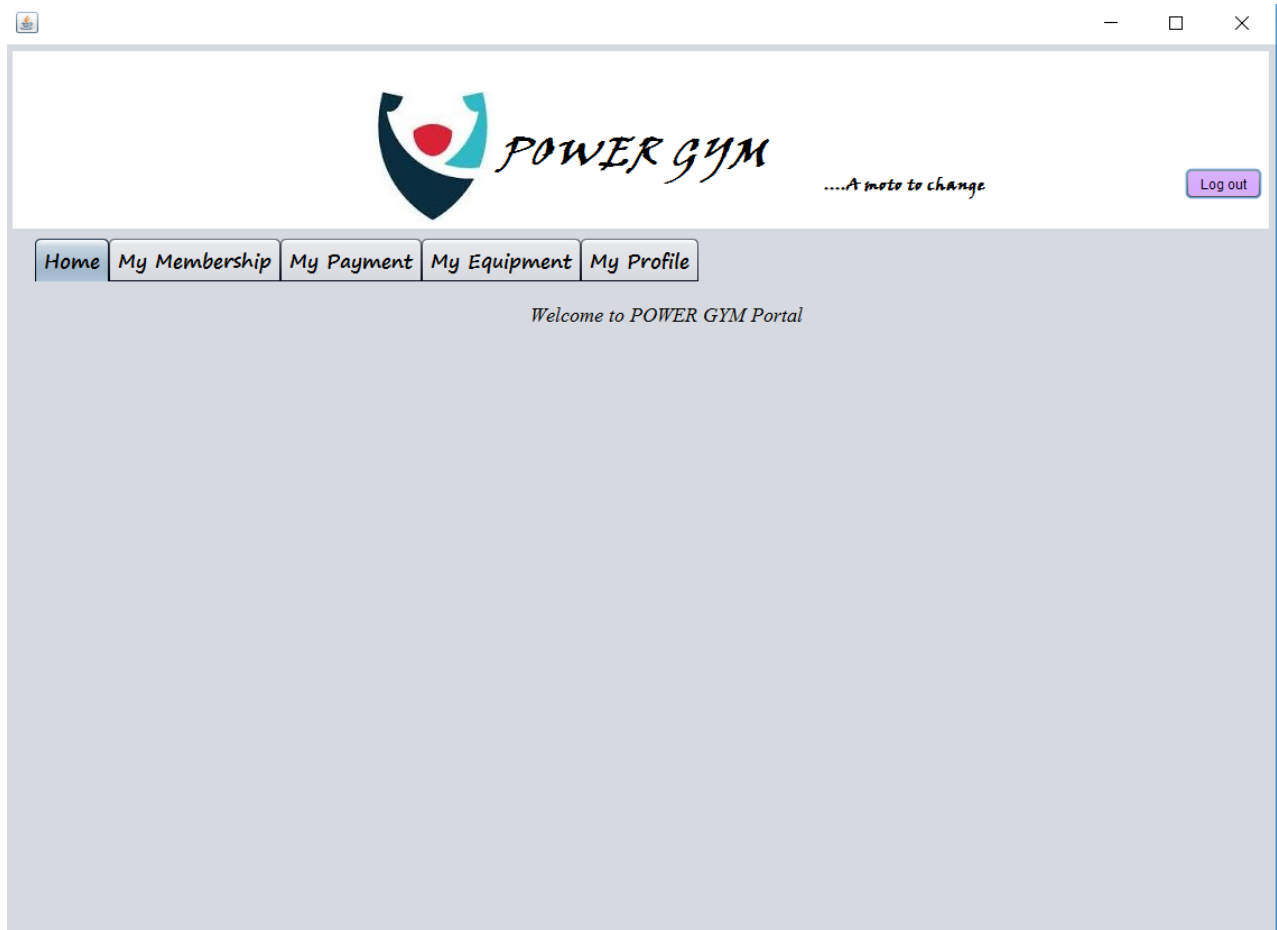 POWER GYM
....A moto to change
Log out
Home My Membership My Payment My Equipment My Profile
Welcome to POWER GYM Portal